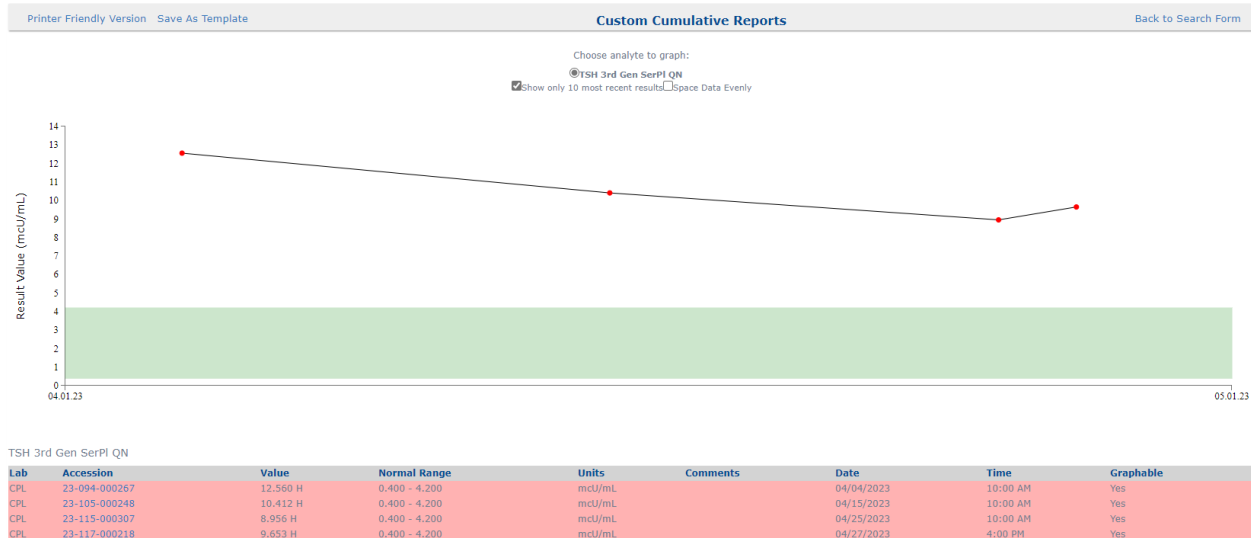 Printer Friendly Version Save As Template Custom Cumulative Reports Back to Search Form
Choose analyte to graph:
TSH 3rd Gen SerPl QN
Show only 10 most recent results Space Data Evenly
14
13
12
11
10
9
8
7
6
5
4
3
2
1
0
Result Value (mcU/mL)
04.01.23 05.01.23
TSH 3rd Gen SerPl QN
Lab Accession Value Normal Range Units Comments Date Time Graphable
CPL 23-094-000267 12.560 H 0.400 - 4.200 mcU/mL 04/04/2023 10:00 AM Yes
CPL 23-105-000248 10.412 H 0.400 - 4.200 mcU/mL 04/15/2023 10:00 AM Yes
CPL 23-115-000307 8.956 H 0.400 - 4.200 mcU/mL 04/25/2023 10:00 AM Yes
CPL 23-117-000218 9.653 H 0.400 - 4.200 mcU/mL 04/27/2023 4:00 PM Yes